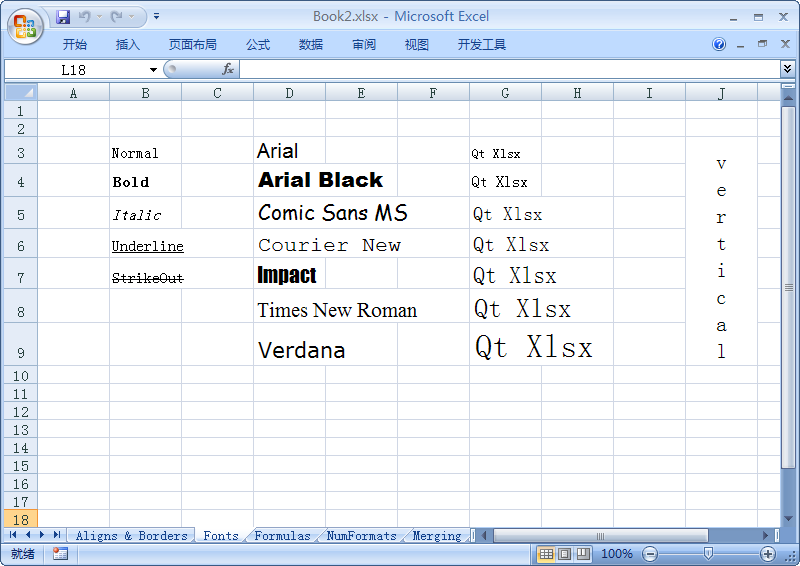 Book2.xlsx - Microsoft Excel
开始 插入 页面布局 公式 数据 审阅 视图 开发工具
L18 fx
A B C D E F G H I J
1
2
3 Normal Arial Qt Xlsx
4 Bold Arial Black Qt Xlsx
5 Italic Comic Sans MS Qt Xlsx
6 Underline Courier New Qt Xlsx
7 StrikeOut Impact Qt Xlsx
8 Times New Roman Qt Xlsx
9 Verdana Qt Xlsx
vertical
10
11
12
13
14
15
16
17
18
Aligns & Borders Fonts Formulas NumFormats Merging
就绪 100%